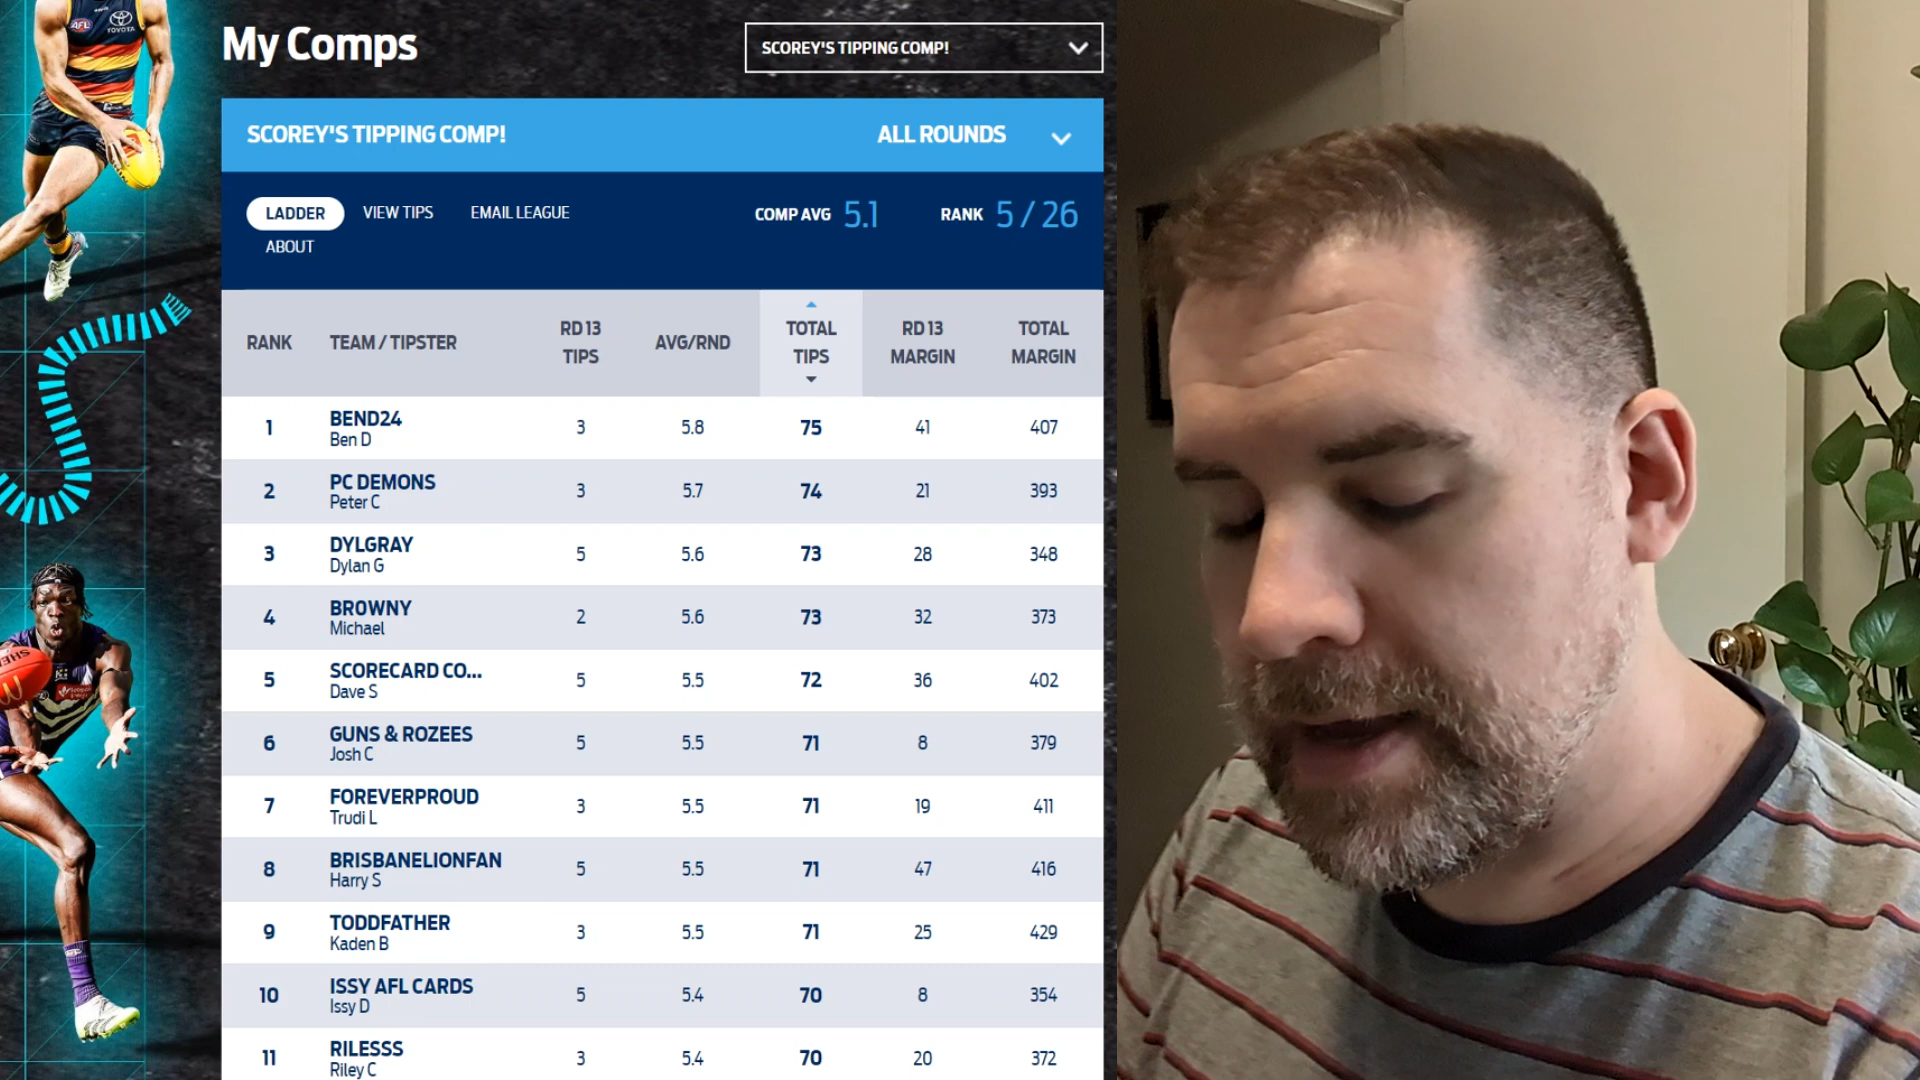 AFL
TOYOTA
My Comps
SCOREY'S TIPPING COMP!
SCOREY'S TIPPING COMP!
ALL ROUNDS
LADDER
VIEW TIPS
EMAIL LEAGUE
COMP AVG 5.1
RANK 5 / 26
ABOUT
RANK
TEAM / TIPSTER
RD 13 TIPS
AVG/RND
TOTAL TIPS
RD 13 MARGIN
TOTAL MARGIN
1 BEND24 3 5.8 75 41 407
Ben D
2 PC DEMONS 3 5.7 74 21 393
Peter C
3 DYLGRAY 5 5.6 73 28 348
Dylan G
4 BROWNY 2 5.6 73 32 373
Michael
5 SCORECARD CO... 5 5.5 72 36 402
Dave S
6 GUNS & ROZEES 5 5.5 71 8 379
Josh C
7 FOREVERPROUD 3 5.5 71 19 411
Trudi L
8 BRISBANELIONFAN 5 5.5 71 47 416
Harry S
9 TODDFATHER 3 5.5 71 25 429
Kaden B
10 ISSY AFL CARDS 5 5.4 70 8 354
Issy D
11 RILESSS 3 5.4 70 20 372
Riley C